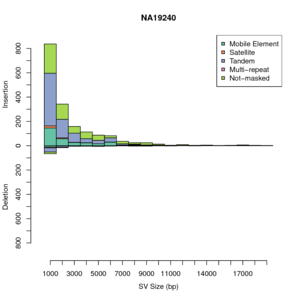 NA19240
Mobile Element
Satellite
Tandem
Multi-repeat
Not-masked
Insertion
Deletion
800
600
400
200
0
200
400
600
800
1000 3000 5000 7000 9000 11000 14000 17000
SV Size (bp)